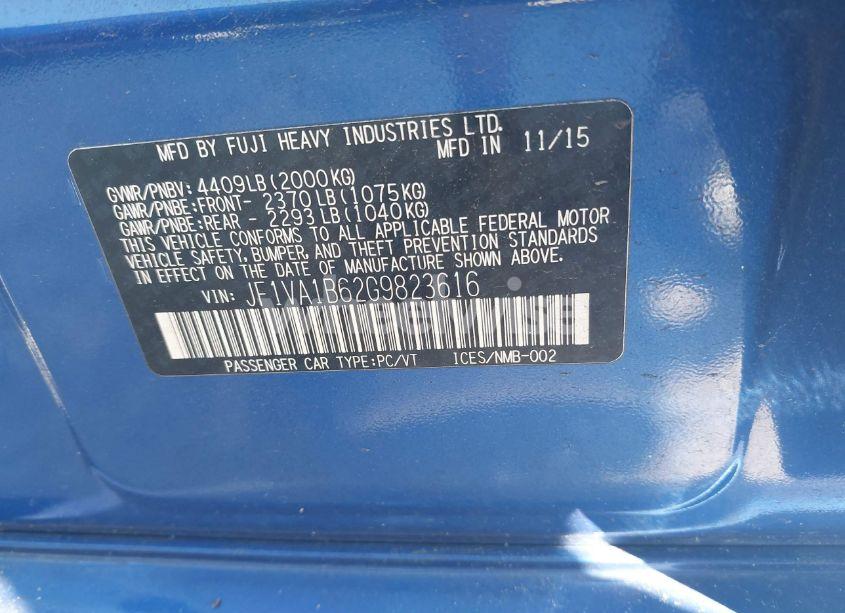 MFD BY FUJI HEAVY INDUSTRIES LTD.
MFD IN 11/15
GVWR/PNBV: 4409LB(2000KG)
GAWR/PNBE:FRONT- 2370LB(1075KG)
GAWR/PNBE:REAR - 2293LB(1040KG)
THIS VEHICLE CONFORMS TO ALL APPLICABLE FEDERAL MOTOR
VEHICLE SAFETY, BUMPER, AND THEFT PREVENTION STANDARDS
IN EFFECT ON THE DATE OF MANUFACTURE SHOWN ABOVE.
VIN: JF1VA1B62G9823616
PASSENGER CAR TYPE:PC/VT ICES/NMB-002